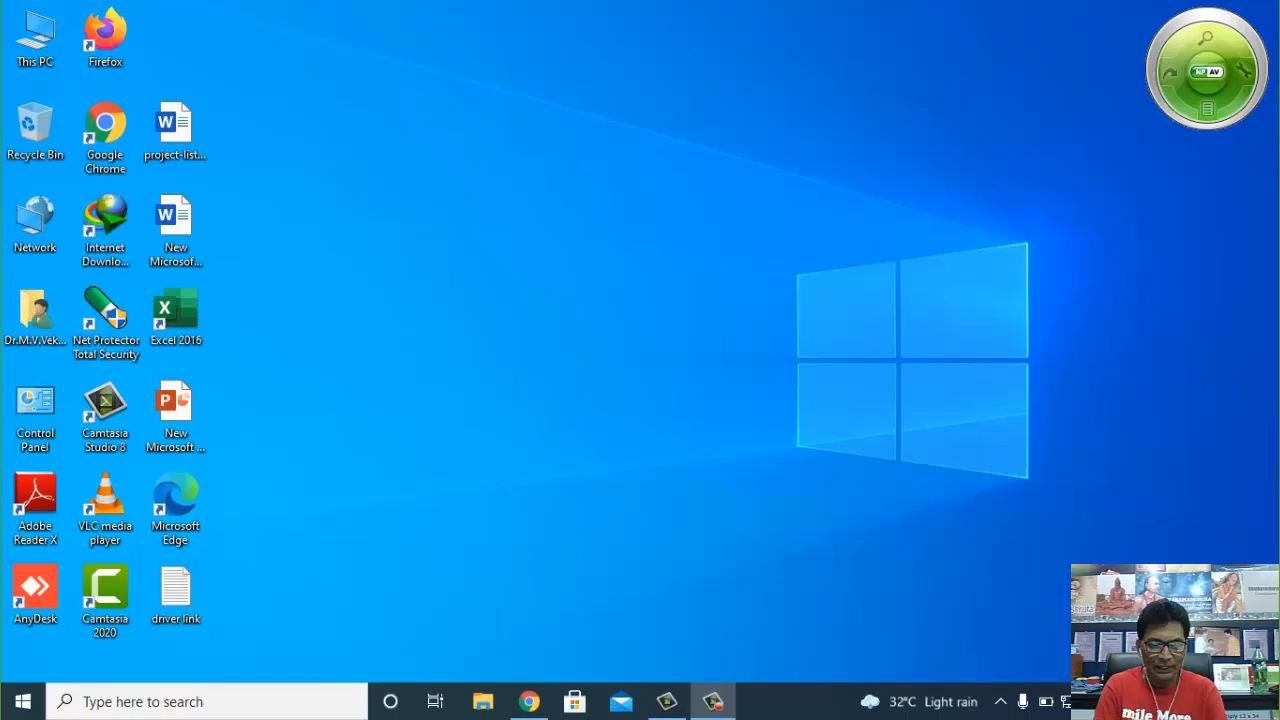 This PC
Firefox
NP AV
Recycle Bin
Google
Chrome
project-list...
Network
Internet
Downlo...
New
Microsof...
Dr.M.V.Vek...
Net Protector
Total Security
Excel 2016
Control
Panel
Camtasia
Studio 8
New
Microsoft ...
Adobe
Reader X
VLC media
player
Microsoft
Edge
AnyDesk
Camtasia
2020
driver link
mile More
Type here to search
32°C Light rain